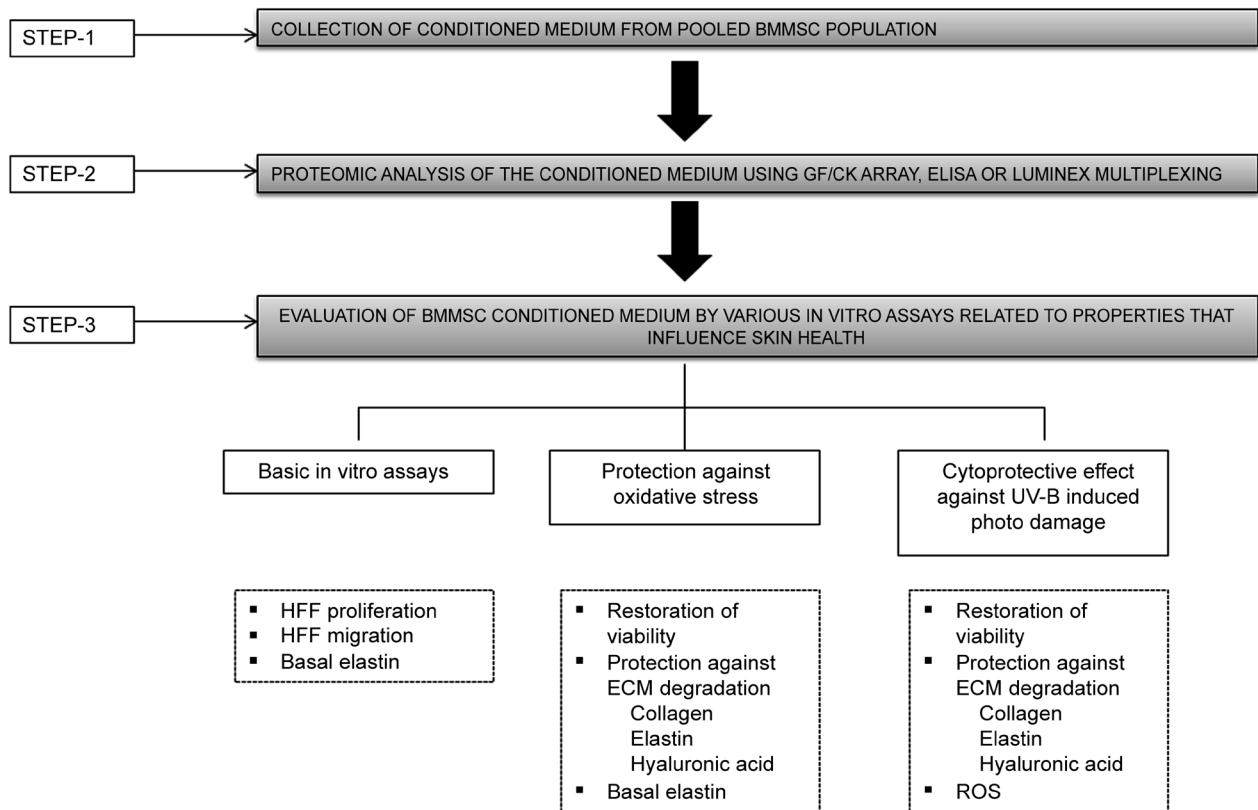 STEP-1
COLLECTION OF CONDITIONED MEDIUM FROM POOLED BMMSC POPULATION
STEP-2
PROTEOMIC ANALYSIS OF THE CONDITIONED MEDIUM USING GF/CK ARRAY, ELISA OR LUMINEX MULTIPLEXING
STEP-3
EVALUATION OF BMMSC CONDITIONED MEDIUM BY VARIOUS IN VITRO ASSAYS RELATED TO PROPERTIES THAT
INFLUENCE SKIN HEALTH
Basic in vitro assays
Protection against
oxidative stress
Cytoprotective effect
against UV-B induced
photo damage
▪ HFF proliferation
▪ HFF migration
▪ Basal elastin
▪ Restoration of
viability
▪ Protection against
ECM degradation
Collagen
Elastin
Hyaluronic acid
▪ Basal elastin
▪ Restoration of
viability
▪ Protection against
ECM degradation
Collagen
Elastin
Hyaluronic acid
▪ ROS